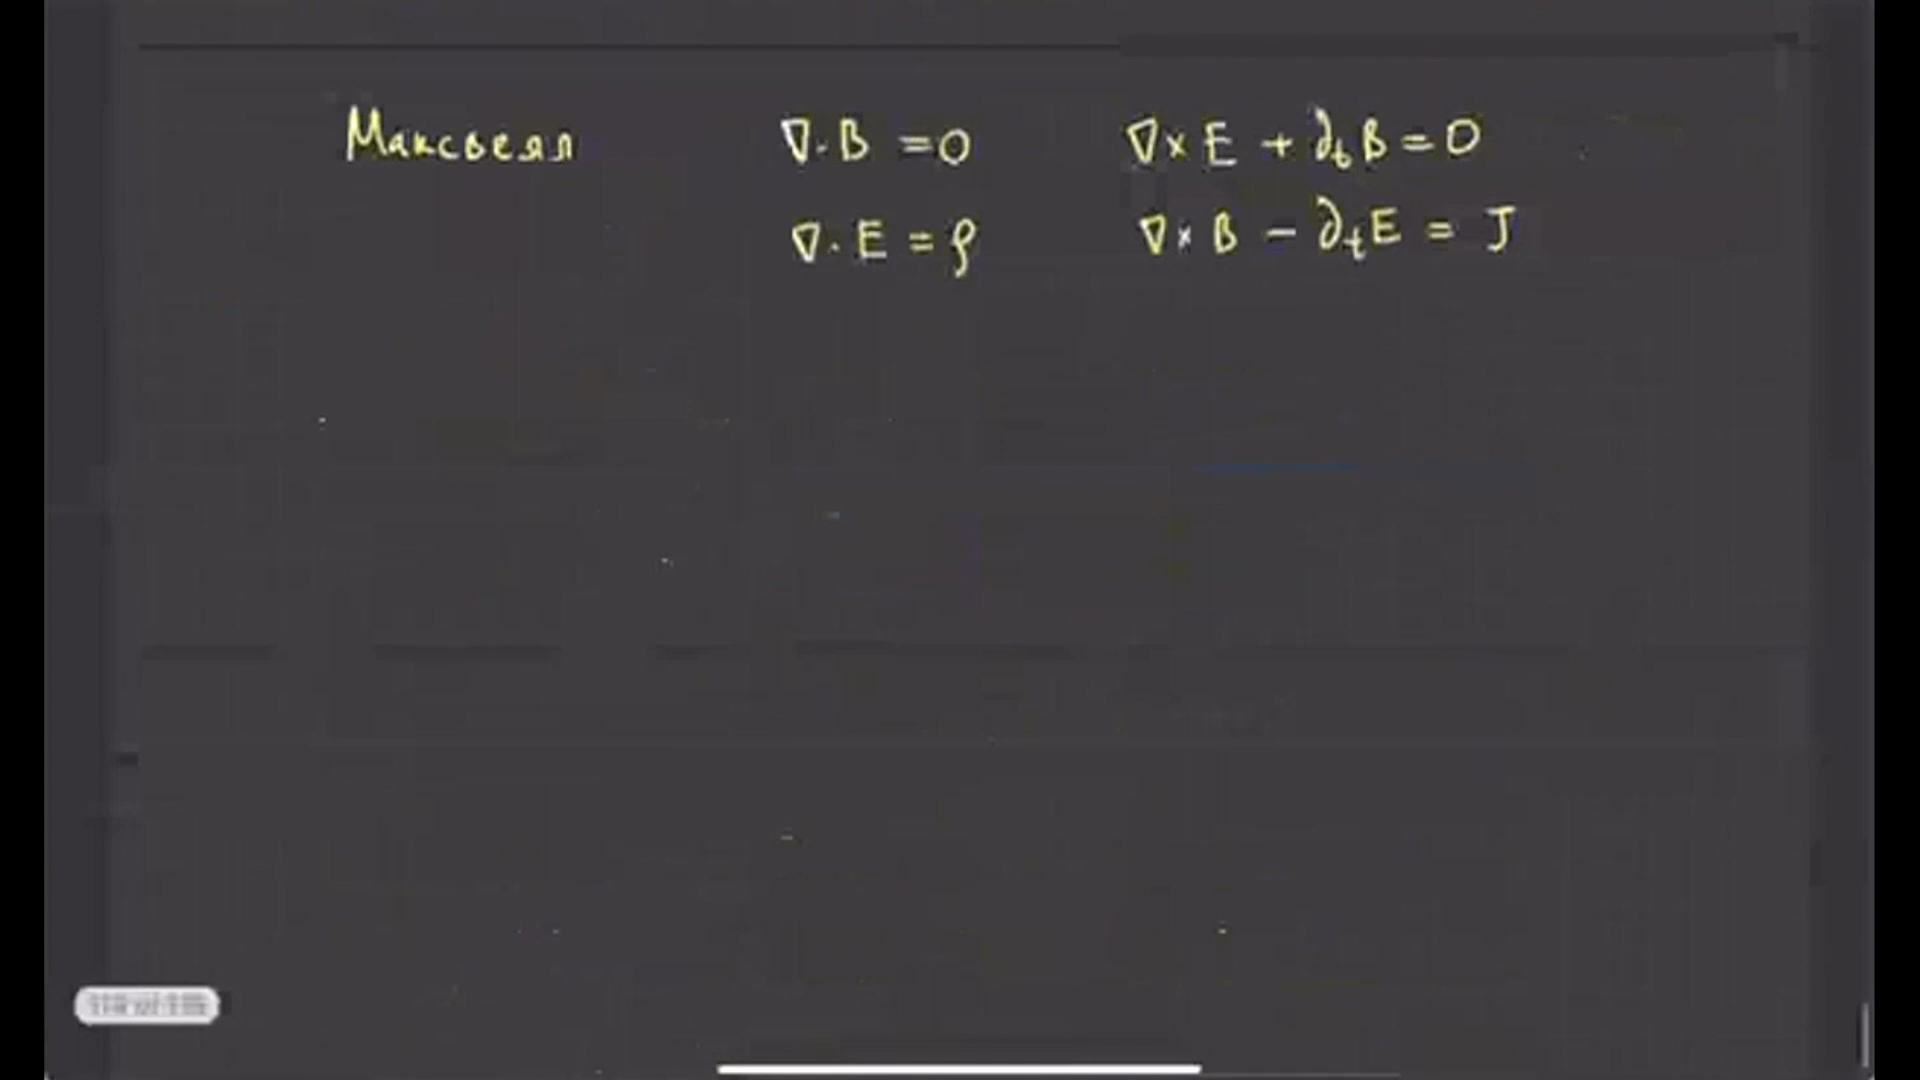 Максвелл ∇·B = 0 ∇×E + ∂ₜB = 0
∇·E = ρ ∇×B − ∂ₜE = J